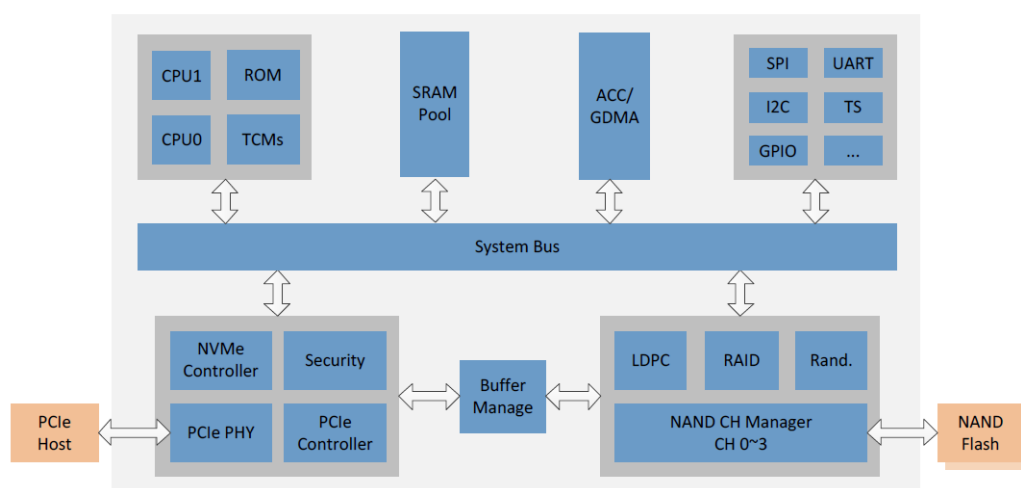 CPU1
ROM
CPU0
TCMs
SRAM
Pool
ACC/
GDMA
SPI
UART
I2C
TS
GPIO
...
System Bus
NVMe
Controller
Security
PCIe PHY
PCIe
Controller
Buffer
Manage
LDPC
RAID
Rand.
NAND CH Manager
CH 0~3
PCIe
Host
NAND
Flash